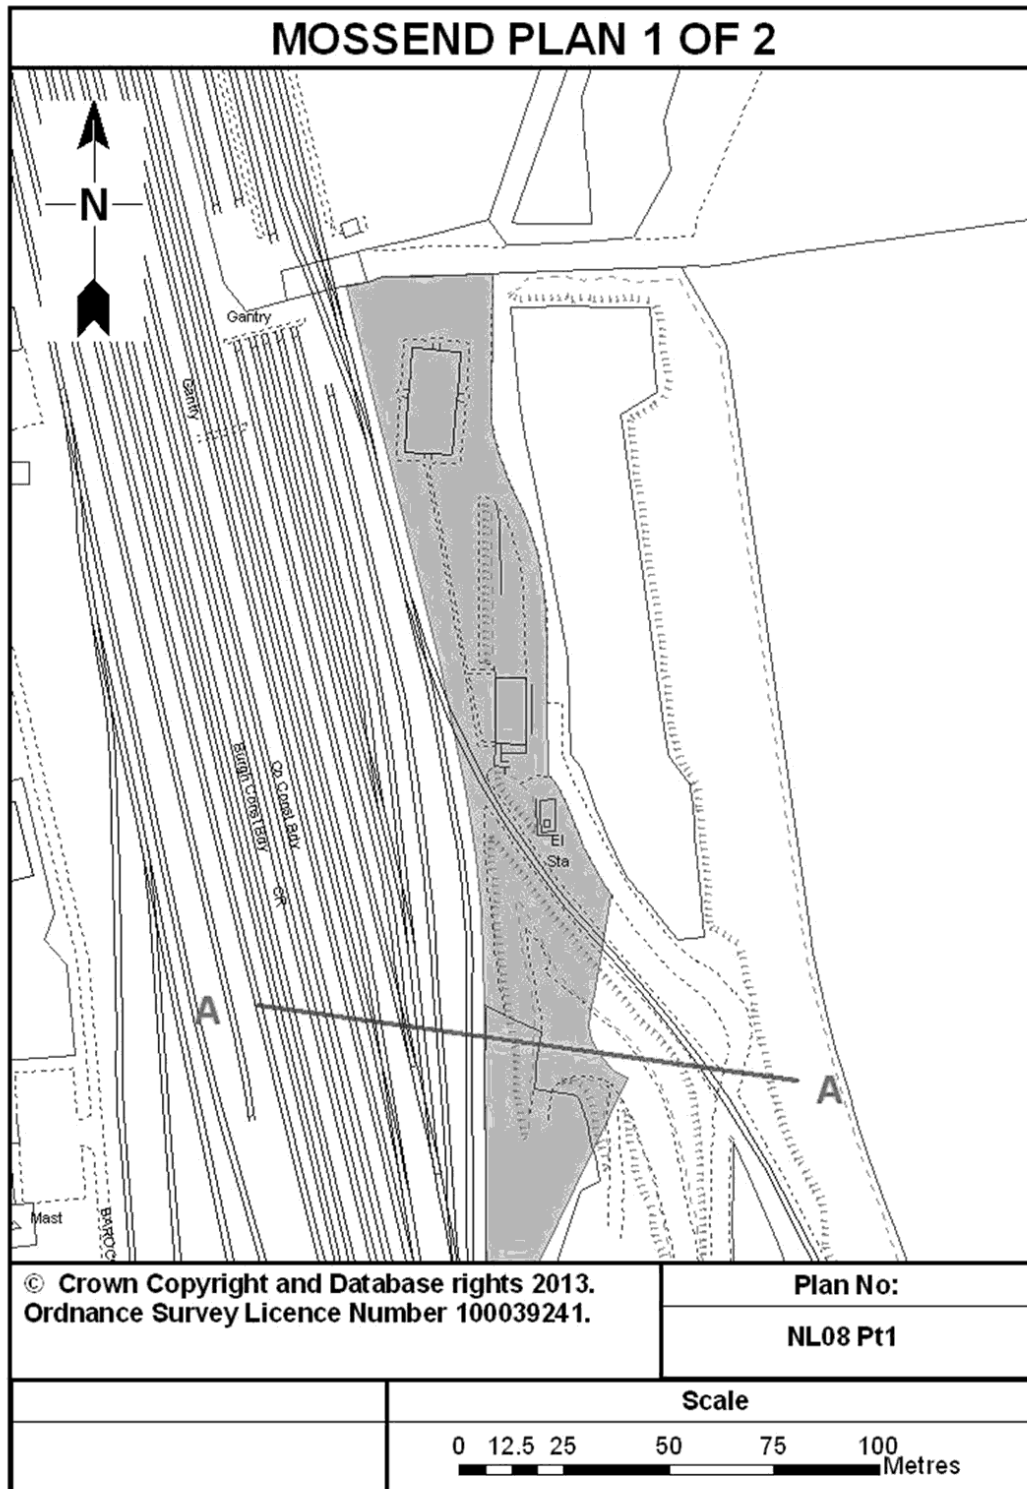 MOSSEND PLAN 1 OF 2
N
Gantry
Gantry
Burgh Const Bdy
Co Const Bdy
CR
El
Sta
A
A
Mast
BAROC
© Crown Copyright and Database rights 2013.
Ordnance Survey Licence Number 100039241.
Plan No:
NL08 Pt1
Scale
0 12.5 25 50 75 100
Metres